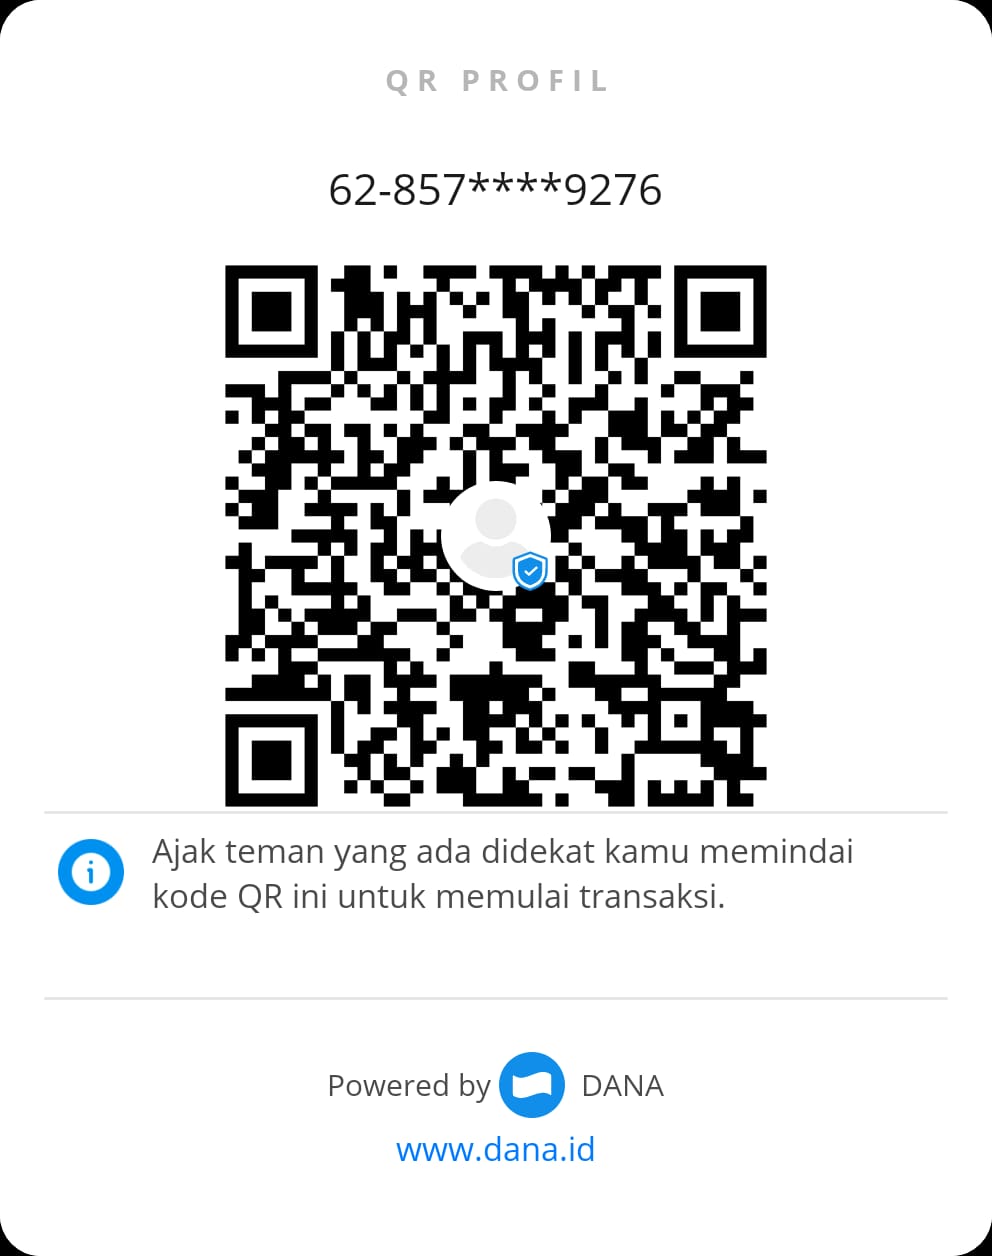 QR PROFIL
62-857****9276
Ajak teman yang ada didekat kamu memindai
kode QR ini untuk memulai transaksi.
Powered by DANA
www.dana.id